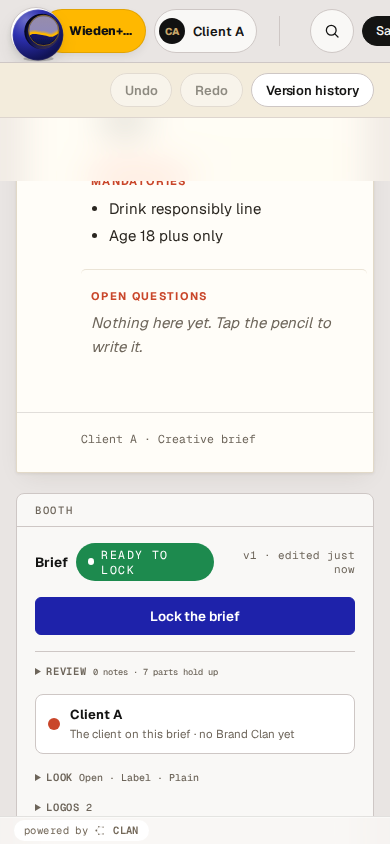 Wieden+…
CA
Client A
Undo
Redo
Version history
MANDATORIES
Drink responsibly line
Age 18 plus only
OPEN QUESTIONS
Nothing here yet. Tap the pencil to
write it.
Client A · Creative brief
BOOTH
Brief
READY TO
LOCK
v1 · edited just
now
Lock the brief
REVIEW 0 notes · 7 parts hold up
Client A
The client on this brief · no Brand Clan yet
LOOK Open · Label · Plain
LOGOS 2
powered by CLAN